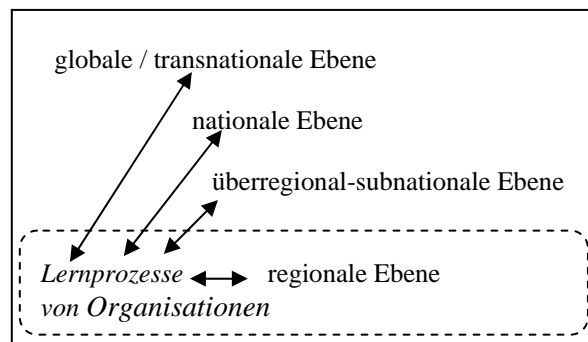 globale / transnationale Ebene
nationale Ebene
überregional-subnationale Ebene
Lernprozesse regionale Ebene
von Organisationen